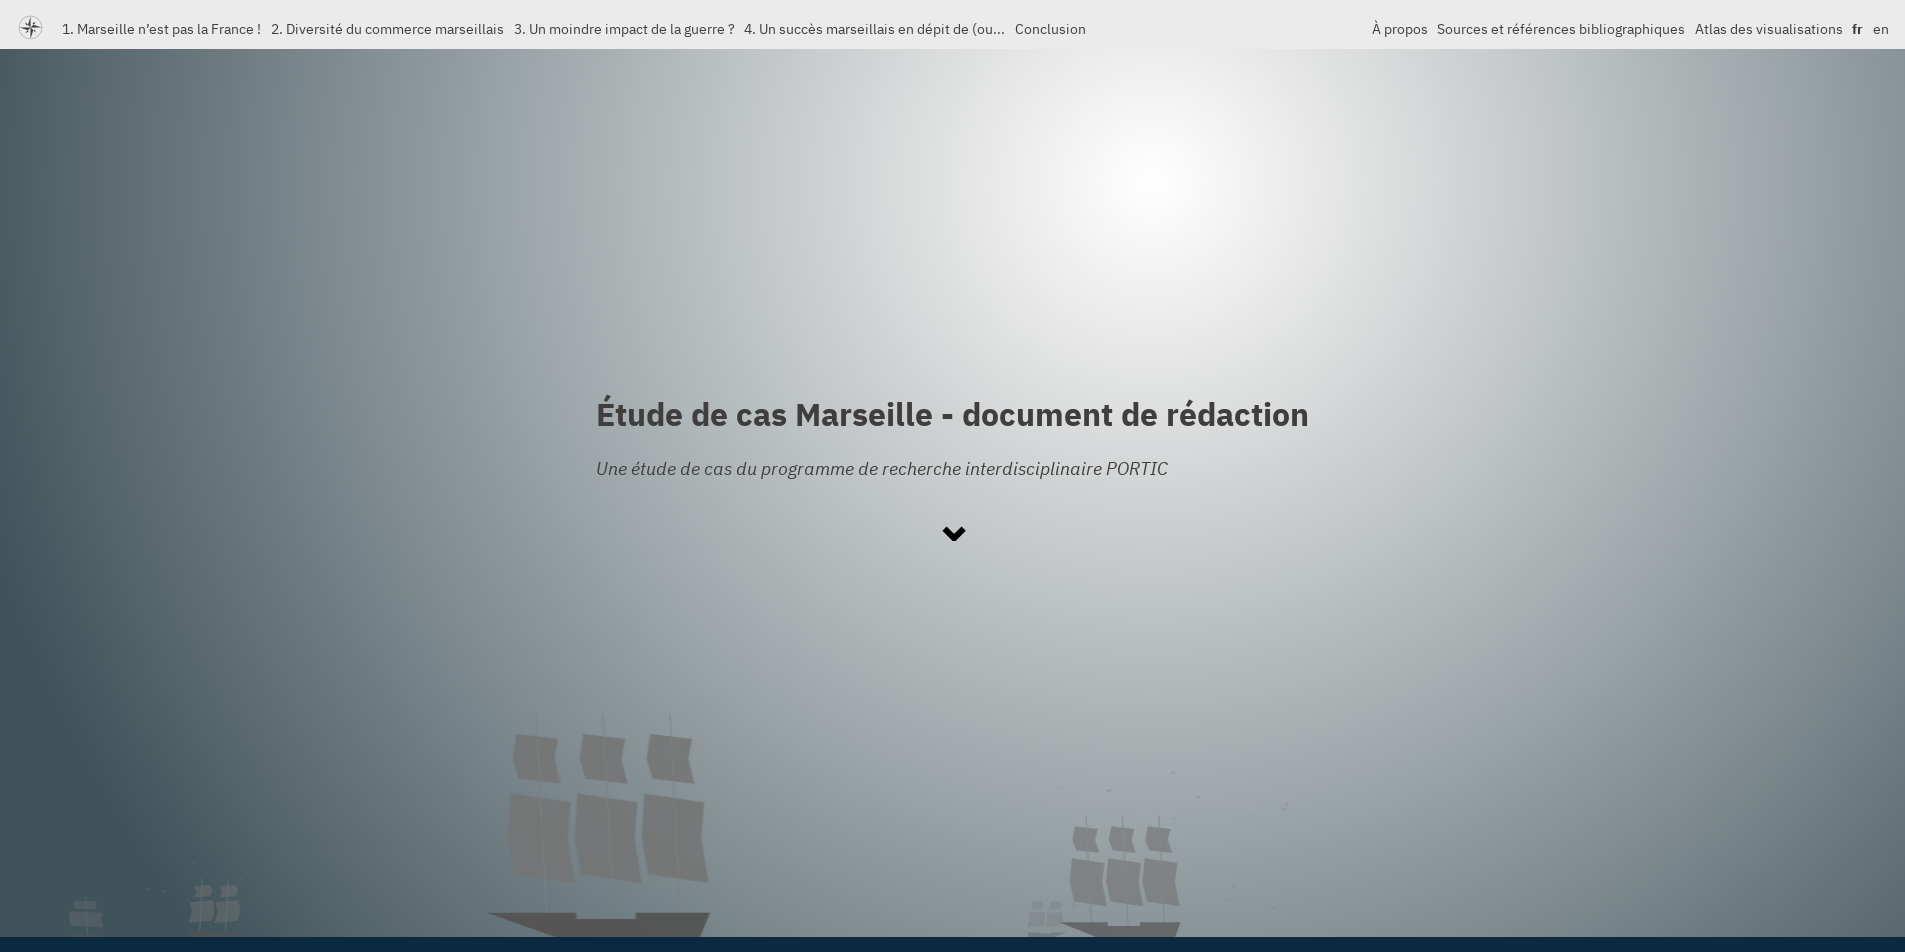 1. Marseille n’est pas la France ! 2. Diversité du commerce marseillais 3. Un moindre impact de la guerre ? 4. Un succès marseillais en dépit de (ou... Conclusion À propos Sources et références bibliographiques Atlas des visualisations fr en
Étude de cas Marseille - document de rédaction
Une étude de cas du programme de recherche interdisciplinaire PORTIC